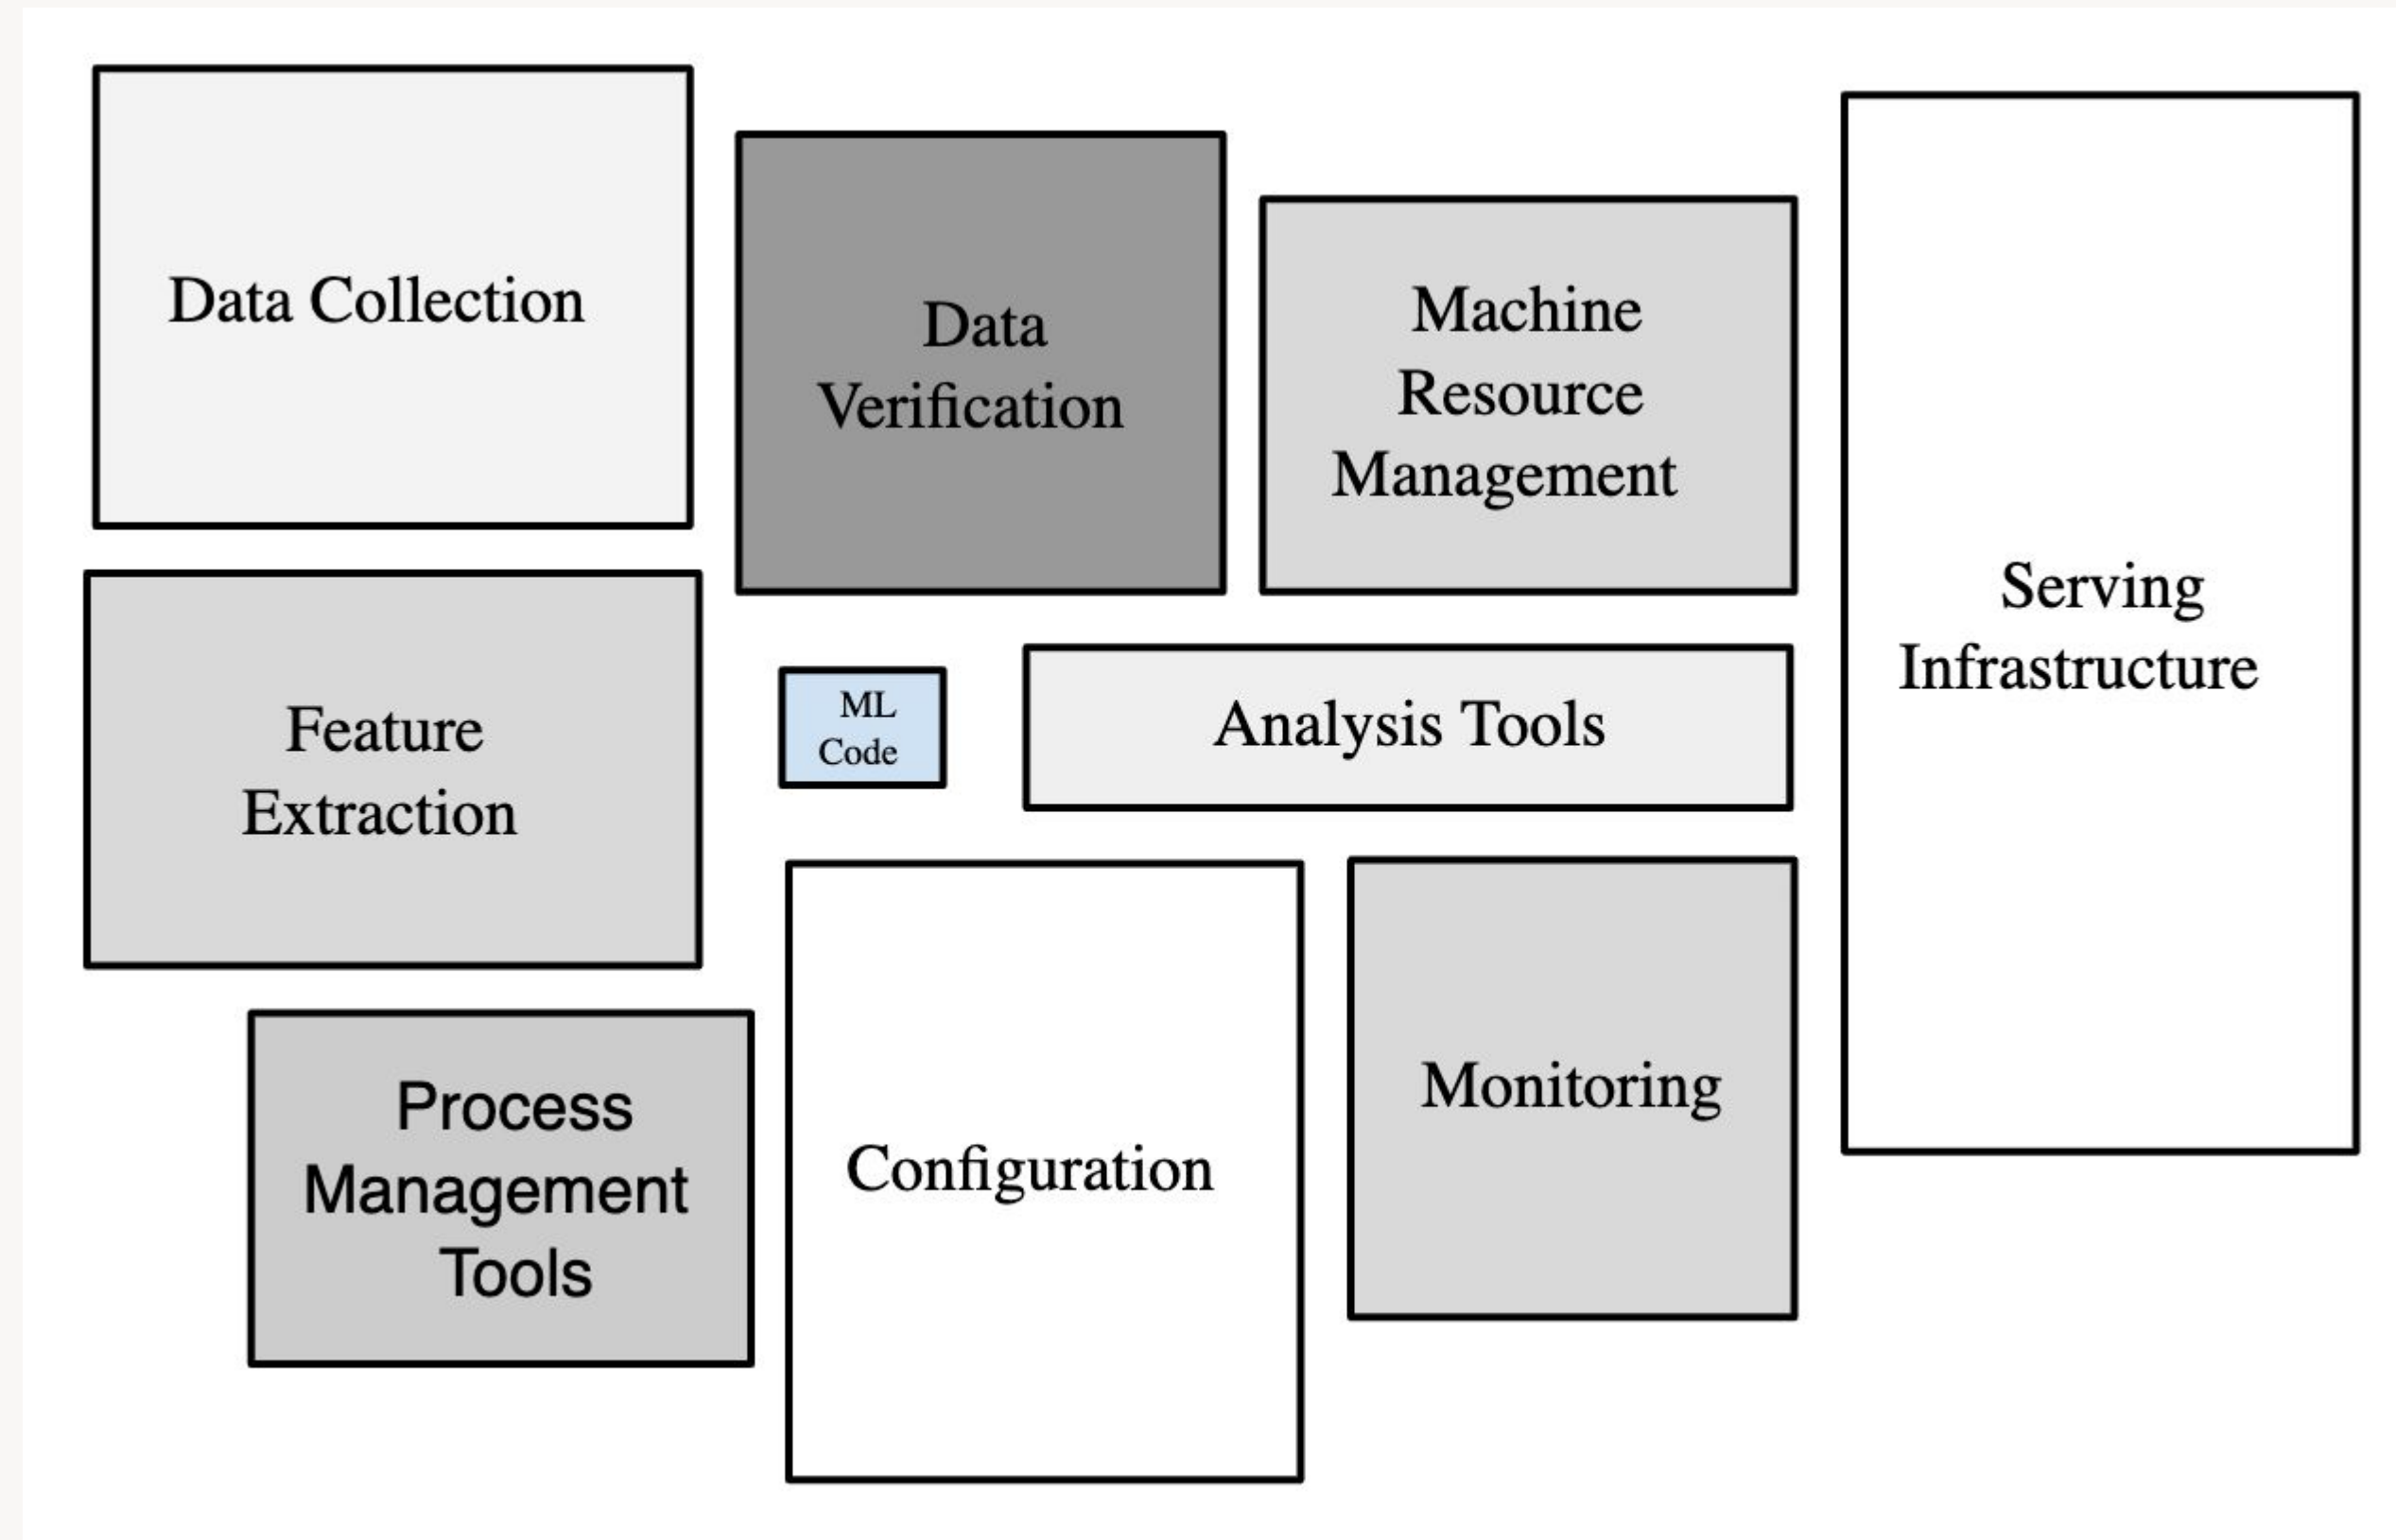 Data Collection
Data
Verification
Machine
Resource
Management
Serving
Infrastructure
Feature
Extraction
ML
Code
Analysis Tools
Process
Management
Tools
Configuration
Monitoring